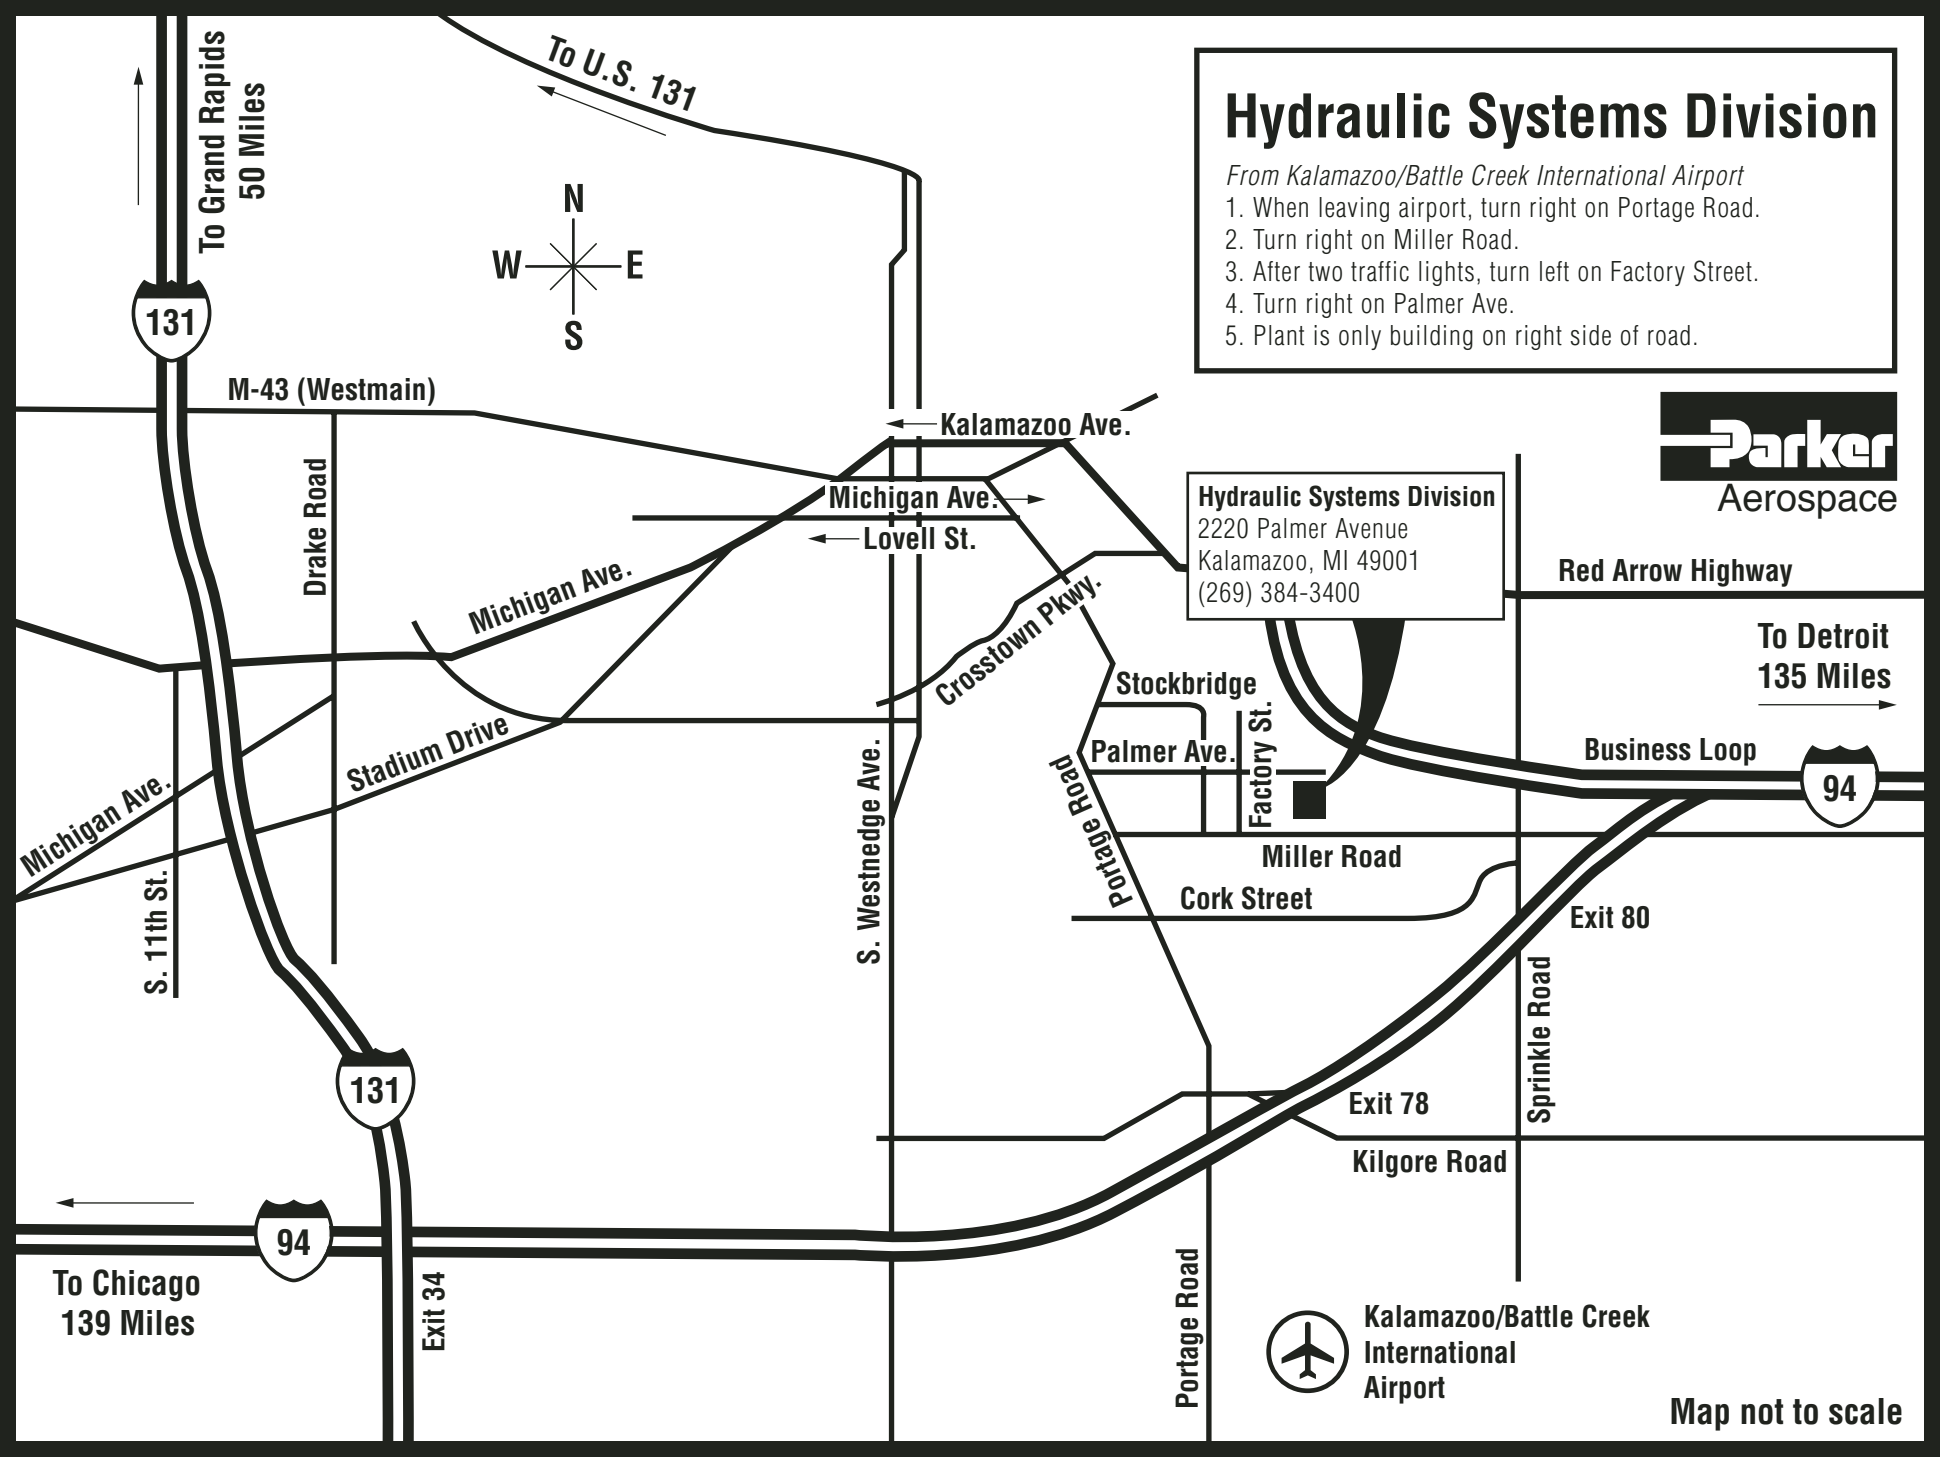 To Grand Rapids
50 Miles
To U.S. 131
N
W
E
S
131
Hydraulic Systems Division
From Kalamazoo/Battle Creek International Airport
1. When leaving airport, turn right on Portage Road.
2. Turn right on Miller Road.
3. After two traffic lights, turn left on Factory Street.
4. Turn right on Palmer Ave.
5. Plant is only building on right side of road.
Parker
Aerospace
M-43 (Westmain)
Drake Road
Kalamazoo Ave.
Michigan Ave.
Lovell St.
Michigan Ave.
Hydraulic Systems Division
2220 Palmer Avenue
Kalamazoo, MI 49001
(269) 384-3400
Red Arrow Highway
To Detroit
135 Miles
Crosstown Pkwy.
Stockbridge
Palmer Ave.
Factory St.
Business Loop
94
Stadium Drive
Michigan Ave.
S. 11th St.
S. Westnedge Ave.
Portage Road
Miller Road
Cork Street
Exit 80
Sprinkle Road
131
Exit 78
Kilgore Road
94
To Chicago
139 Miles
Exit 34
Portage Road
Kalamazoo/Battle Creek
International
Airport
Map not to scale